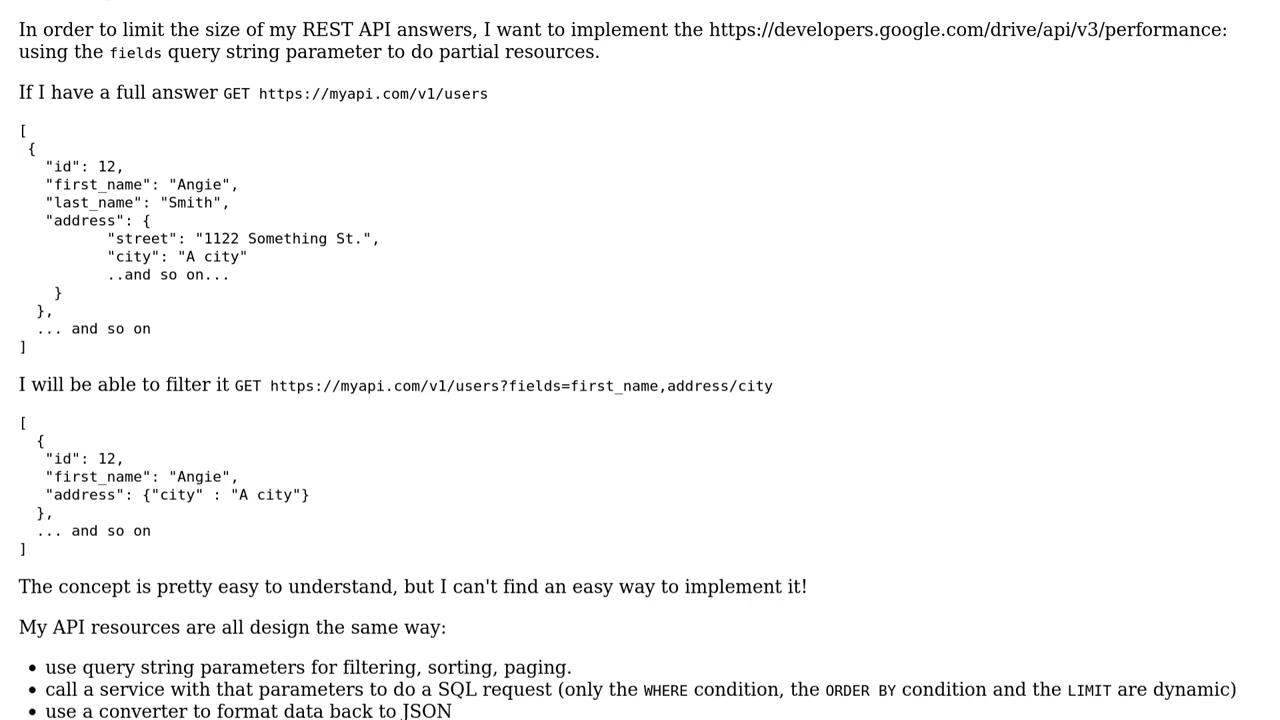 In order to limit the size of my REST API answers, I want to implement the https://developers.google.com/drive/api/v3/performance:
using the fields query string parameter to do partial resources.
If I have a full answer GET https://myapi.com/v1/users
[
 {
   "id": 12,
   "first_name": "Angie",
   "last_name": "Smith",
   "address": {
          "street": "1122 Something St.",
          "city": "A city"
          ..and so on...
    }
  },
  ... and so on
]
I will be able to filter it GET https://myapi.com/v1/users?fields=first_name,address/city
[
  {
   "id": 12,
   "first_name": "Angie",
   "address": {"city" : "A city"}
  },
  ... and so on
]
The concept is pretty easy to understand, but I can't find an easy way to implement it!
My API resources are all design the same way:
• use query string parameters for filtering, sorting, paging.
• call a service with that parameters to do a SQL request (only the WHERE condition, the ORDER BY condition and the LIMIT are dynamic)
• use a converter to format data back to JSON